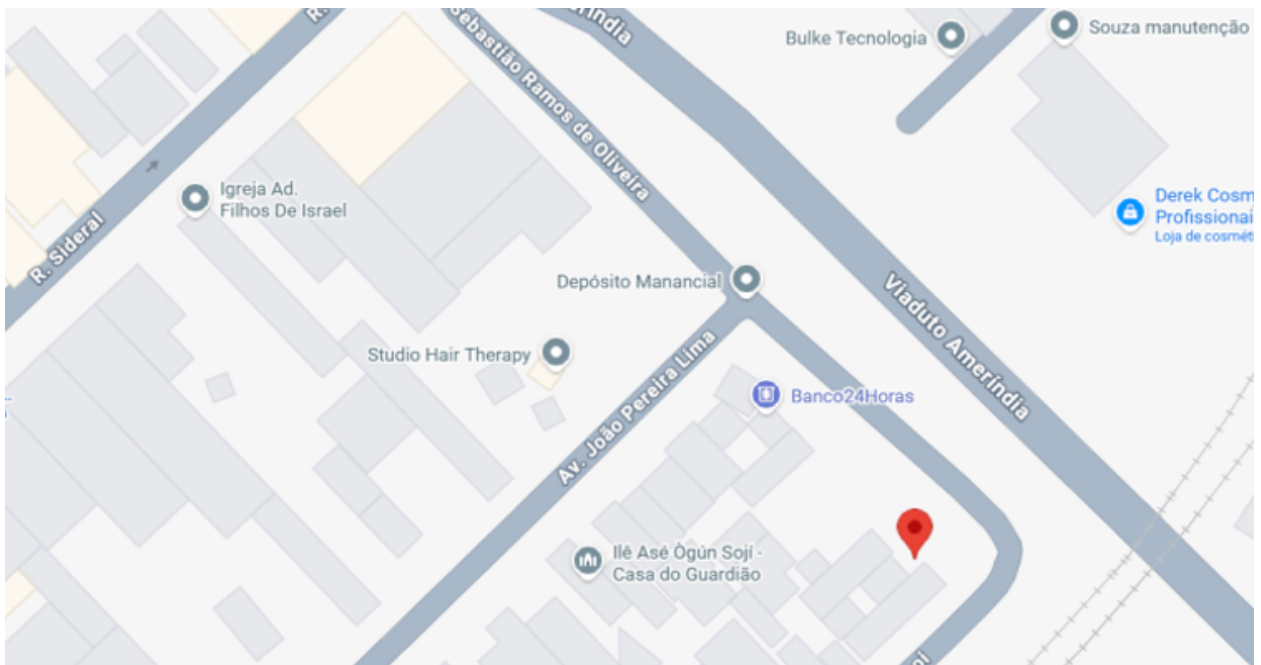 R.
Sebastião Ramos de Oliveira
Bulke Tecnologia
Souza manutenção
Igreja Ad.
Filhos De Israel
R. Sideral
Derek Cosm
Profissionai
Loja de cosmét
Depósito Manancial
Viaduto Ameríndia
Studio Hair Therapy
Av. João Pereira Lima
Banco24Horas
Ilê Asé Ògún Sojí -
Casa do Guardião